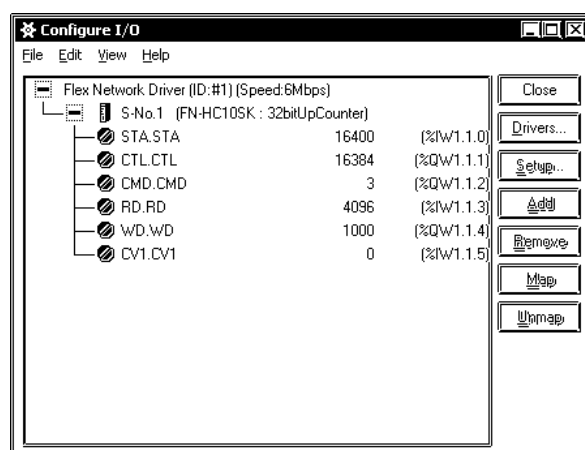 Configure I/O
File Edit View Help
Flex Network Driver (ID:#1) (Speed:6Mbps)
S-No.1 (FN-HC10SK : 32bitUpCounter)
STA.STA 16400 (%IW1.1.0)
CTL.CTL 16384 (%QW1.1.1)
CMD.CMD 3 (%QW1.1.2)
RD.RD 4096 (%IW1.1.3)
WD.WD 1000 (%QW1.1.4)
CV1.CV1 0 (%IW1.1.5)
Close
Drivers...
Setup...
Add
Remove
Map
Unmap